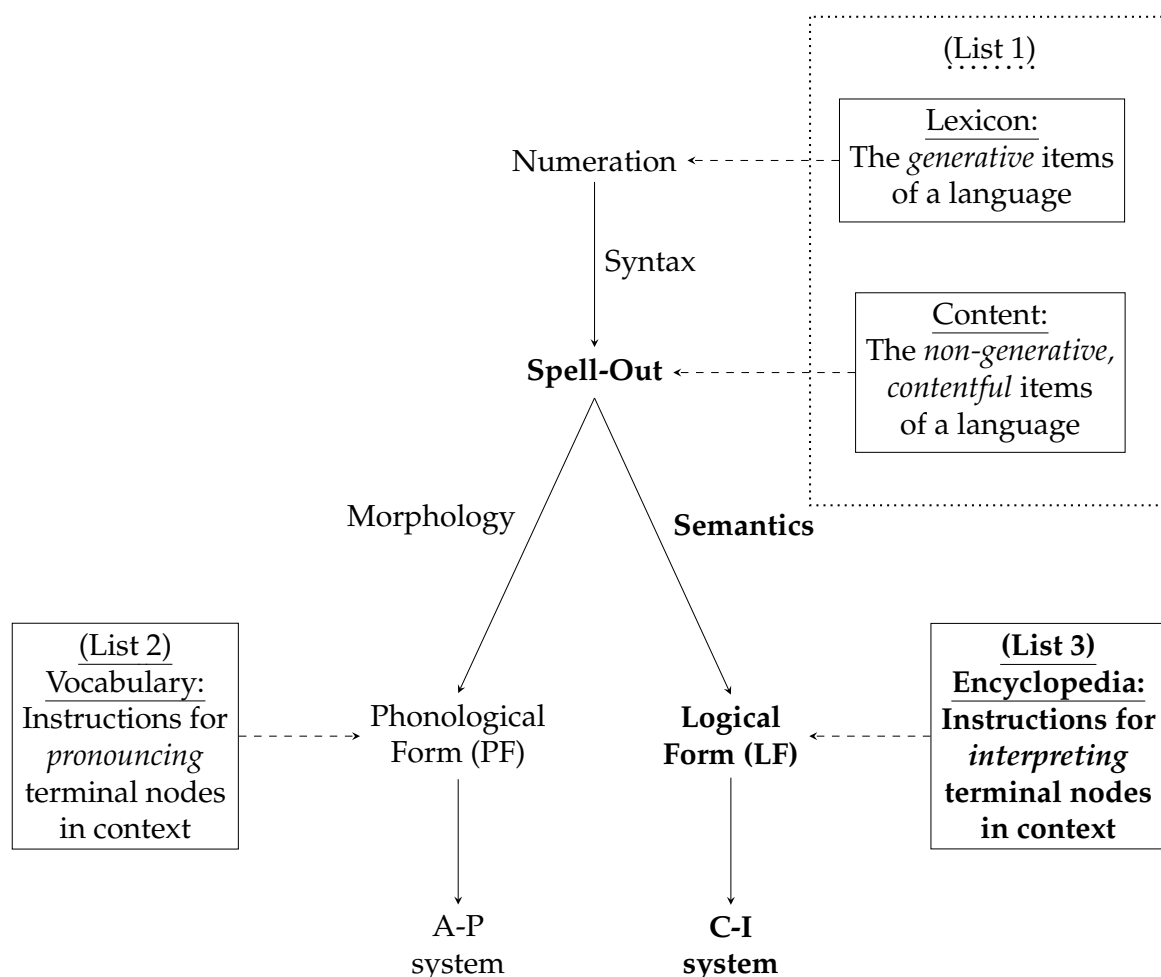 (List 1)
Lexicon:
The generative items
of a language
Numeration
Syntax
Content:
The non-generative,
contentful items
of a language
Spell-Out
Morphology
Semantics
(List 2)
Vocabulary:
Instructions for
pronouncing
terminal nodes
in context
Phonological
Form (PF)
Logical
Form (LF)
(List 3)
Encyclopedia:
Instructions for
interpreting
terminal nodes
in context
A-P
system
C-I
system